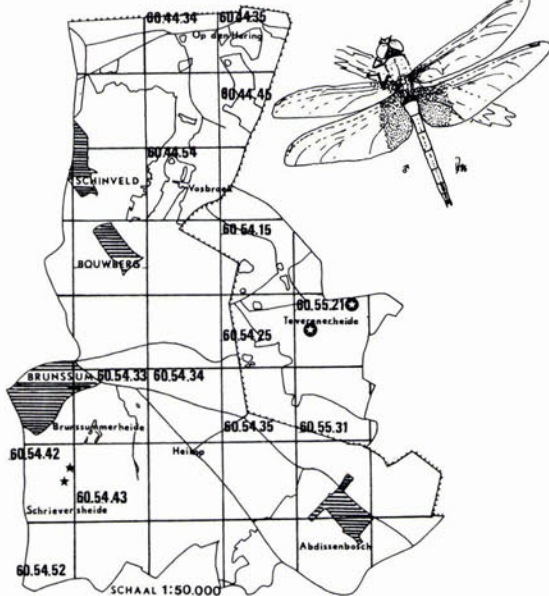 60.44.34
60.44.35
Op den Hering
60.44.45
60.44.54
SCHINVELD
Vosbroek
60.54.15
BOUWBERG
60.55.21
Teverenerheide
60.54.25
BRUNSSUM
60.54.33
60.54.34
Brunssummerheide
60.54.35
60.55.31
60.54.42
Heikop
60.54.43
Schrieversheide
Abdissenbosch
60.54.52
SCHAAL 1:50.000
♂